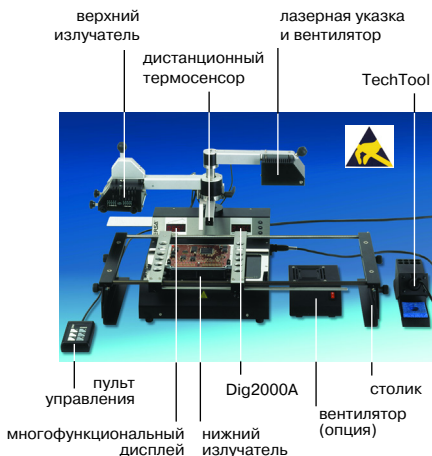 верхний
излучатель
лазерная указка
и вентилятор
дистанционный
термосенсор
TechTool
пульт
управления
Dig2000A
столик
вентилятор
(опция)
многофункциональный
дисплей
нижний
излучатель